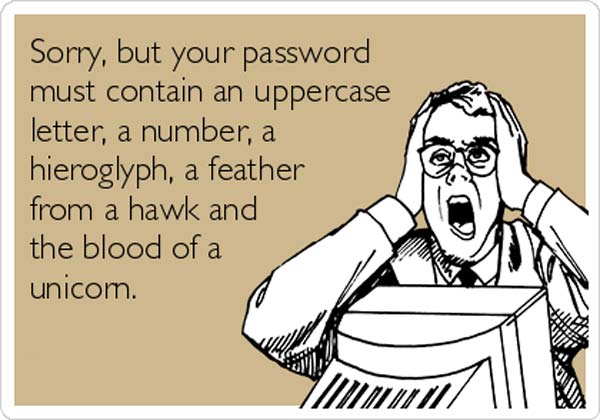 Sorry, but your password
must contain an uppercase
letter, a number, a
hieroglyph, a feather
from a hawk and
the blood of a
unicorn.